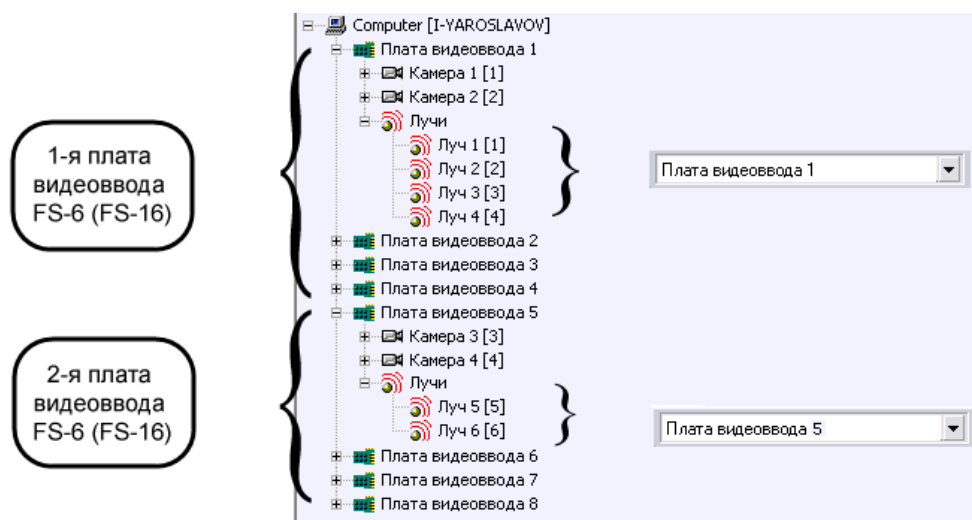 Computer [I-YAROSLAVOV]
Плата видеоввода 1
Камера 1 [1]
Камера 2 [2]
Лучи
Луч 1 [1]
Луч 2 [2]
Луч 3 [3]
Луч 4 [4]
Плата видеоввода 2
Плата видеоввода 3
Плата видеоввода 4
Плата видеоввода 5
Камера 3 [3]
Камера 4 [4]
Лучи
Луч 5 [5]
Луч 6 [6]
Плата видеоввода 6
Плата видеоввода 7
Плата видеоввода 8
1-я плата
видеоввода
FS-6 (FS-16)
2-я плата
видеоввода
FS-6 (FS-16)
Плата видеоввода 1
Плата видеоввода 5